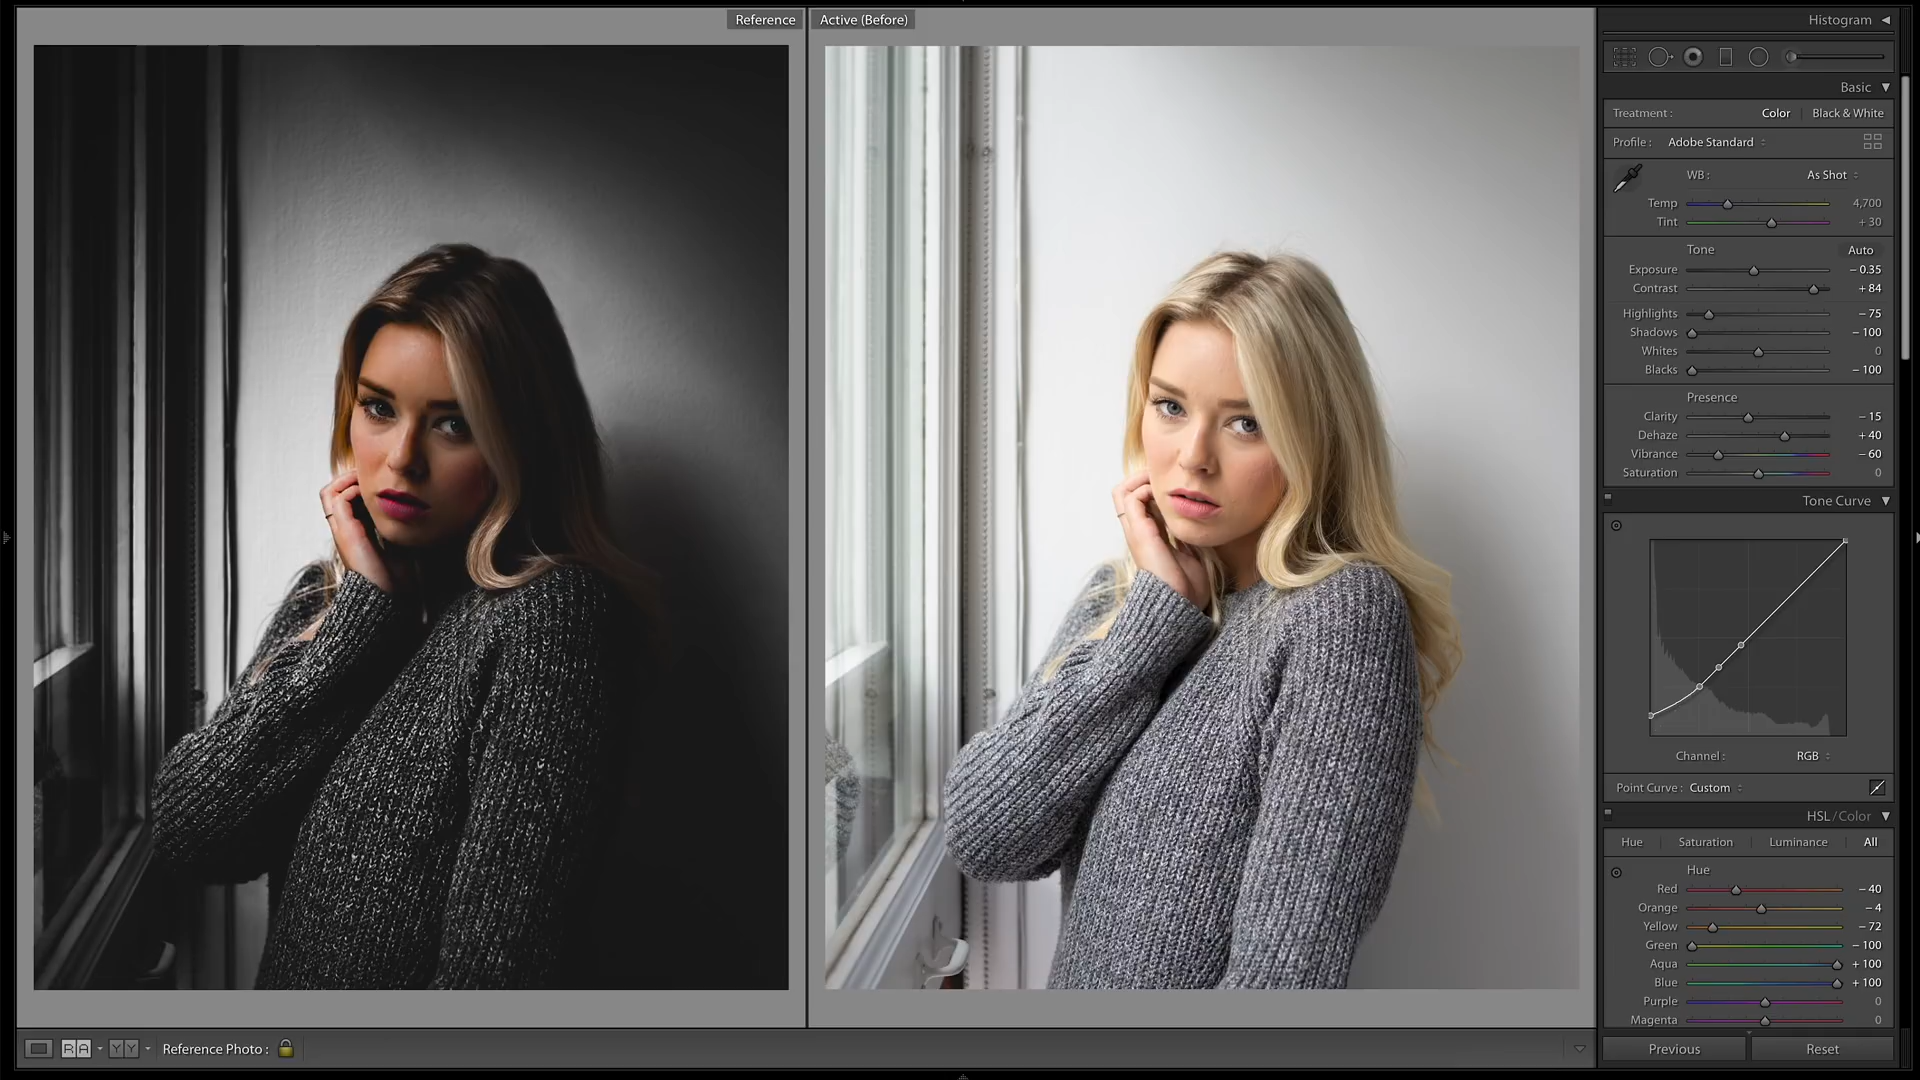 Reference
Active (Before)
Histogram
Basic
Treatment : Color Black & White
Profile : Adobe Standard
WB : As Shot
Temp 4,700
Tint + 30
Tone Auto
Exposure − 0.35
Contrast + 84
Highlights − 75
Shadows − 100
Whites 0
Blacks − 100
Presence
Clarity − 15
Dehaze + 40
Vibrance − 60
Saturation 0
Tone Curve
Channel : RGB
Point Curve : Custom
HSL / Color
Hue Saturation Luminance All
Hue
Red − 40
Orange − 4
Yellow − 72
Green − 100
Aqua + 100
Blue + 100
Purple 0
Magenta 0
R A Y Y Reference Photo :
Previous Reset